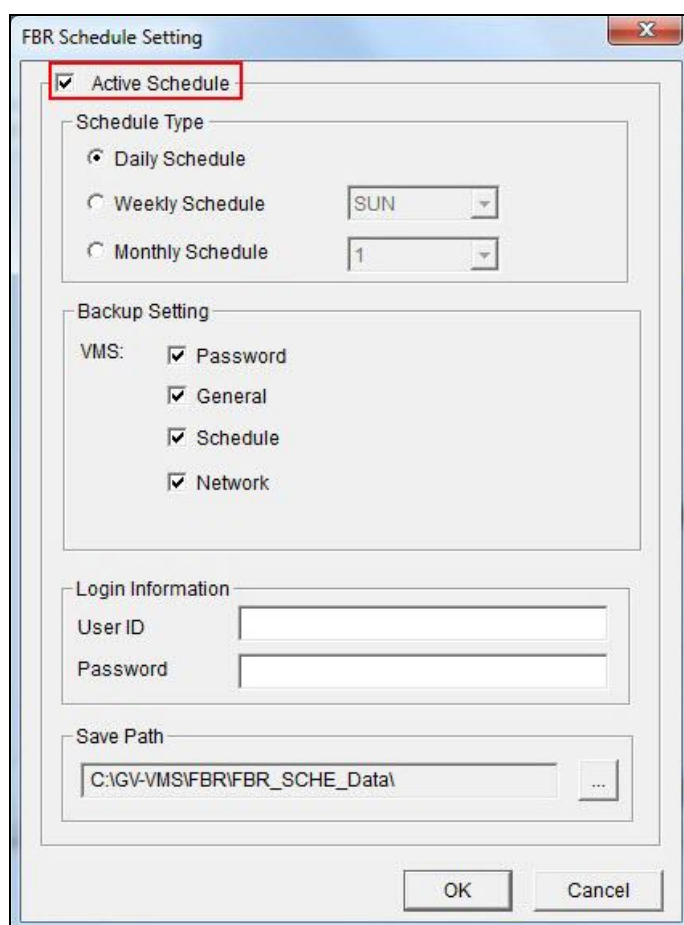 FBR Schedule Setting
Active Schedule
Schedule Type
Daily Schedule
Weekly Schedule SUN
Monthly Schedule 1
Backup Setting
VMS: Password
General
Schedule
Network
Login Information
User ID
Password
Save Path
C:\GV-VMS\FBR\FBR_SCHE_Data\ ...
OK Cancel